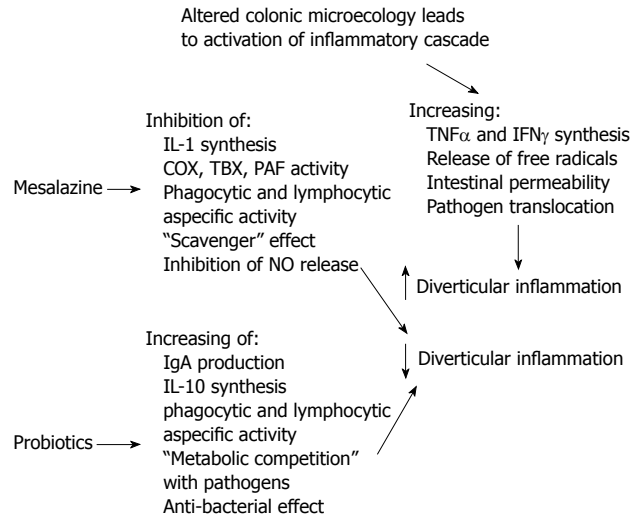 Altered colonic microecology leads
to activation of inflammatory cascade
Increasing:
TNFα and IFNγ synthesis
Release of free radicals
Intestinal permeability
Pathogen translocation
Diverticular inflammation
Mesalazine
Inhibition of:
IL-1 synthesis
COX, TBX, PAF activity
Phagocytic and lymphocytic
aspecific activity
“Scavenger” effect
Inhibition of NO release
Diverticular inflammation
Probiotics
Increasing of:
IgA production
IL-10 synthesis
phagocytic and lymphocytic
aspecific activity
“Metabolic competition”
with pathogens
Anti-bacterial effect